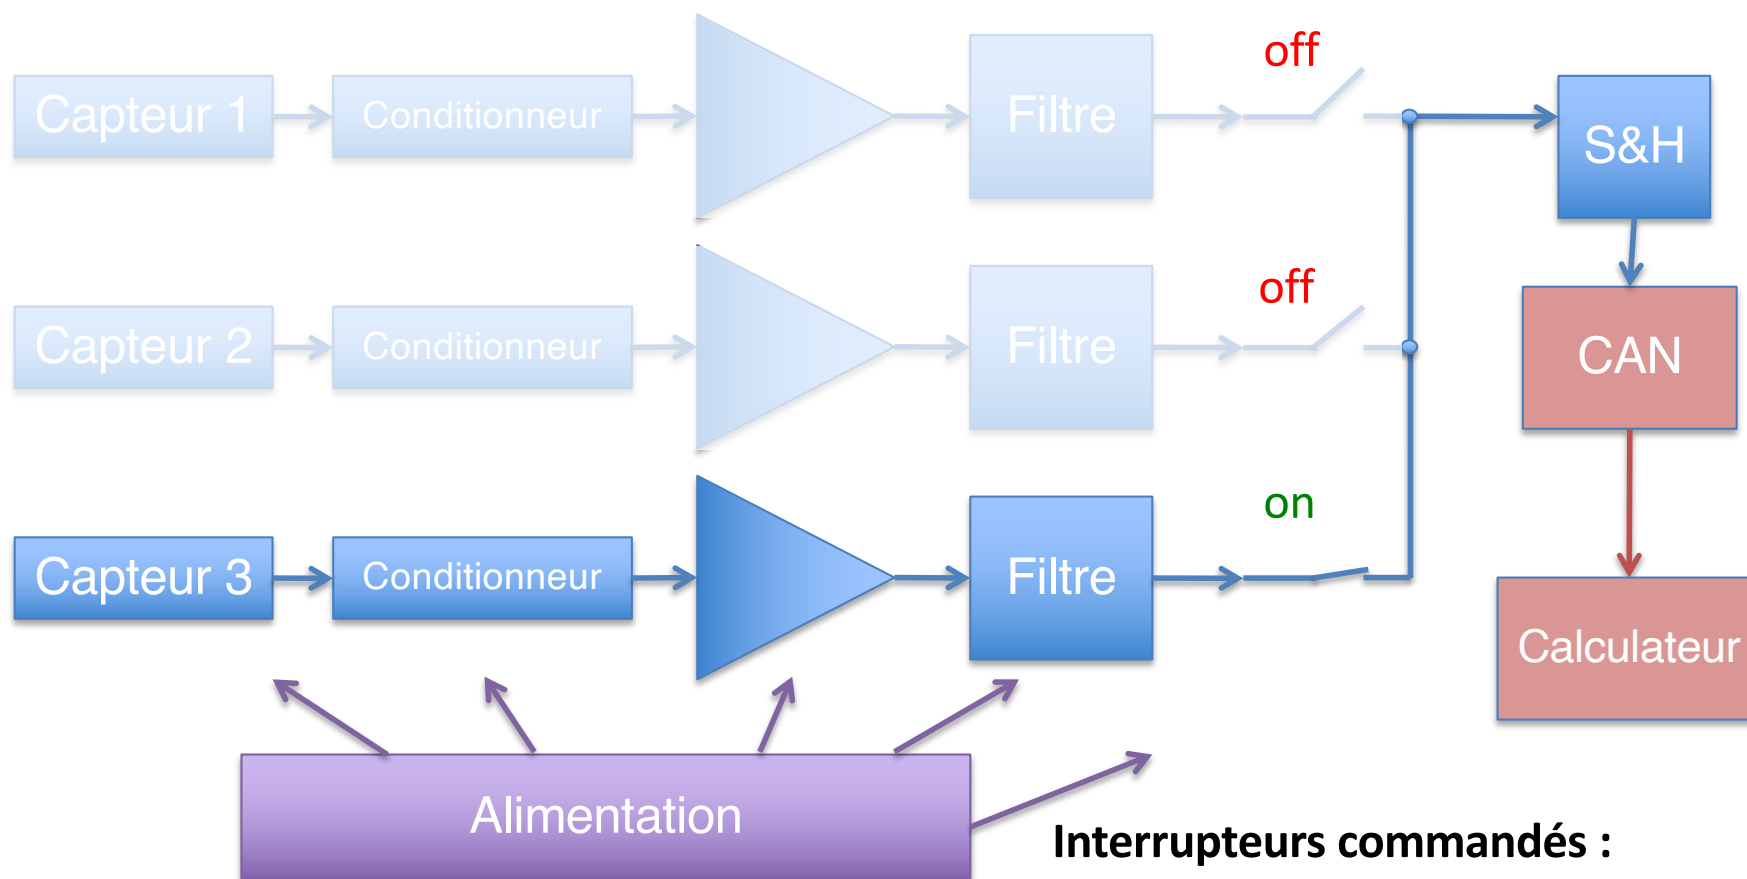 off
Capteur 1
Conditionneur
Filtre
S&H
off
Capteur 2
Conditionneur
Filtre
CAN
on
Capteur 3
Conditionneur
Filtre
Calculateur
Alimentation
Interrupteurs commandés :